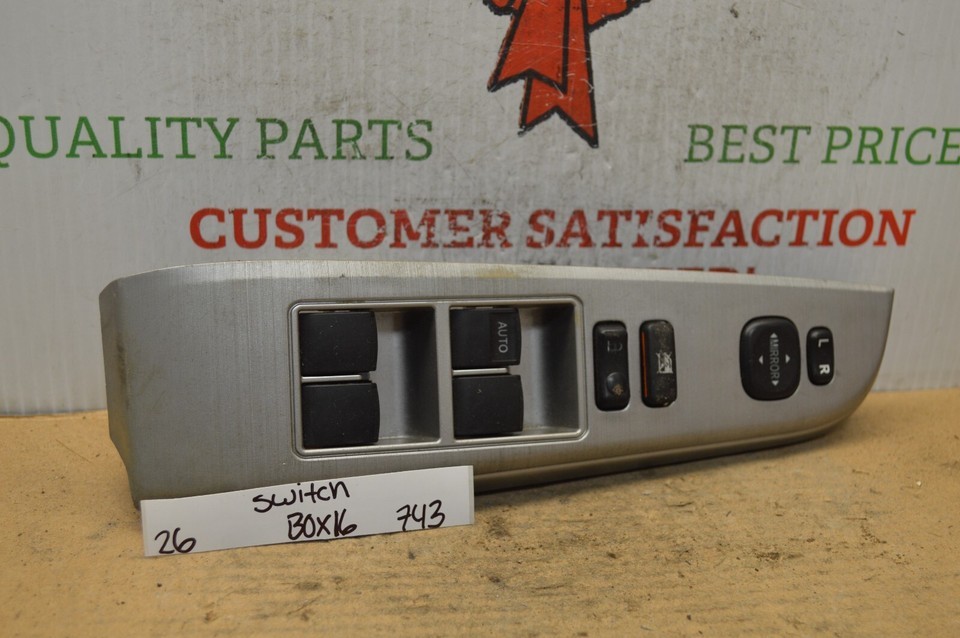 QUALITY PARTS
BEST PRICE
CUSTOMER SATISFACTION
AUTO
MIRROR
L
R
switch
26 BOX16 743